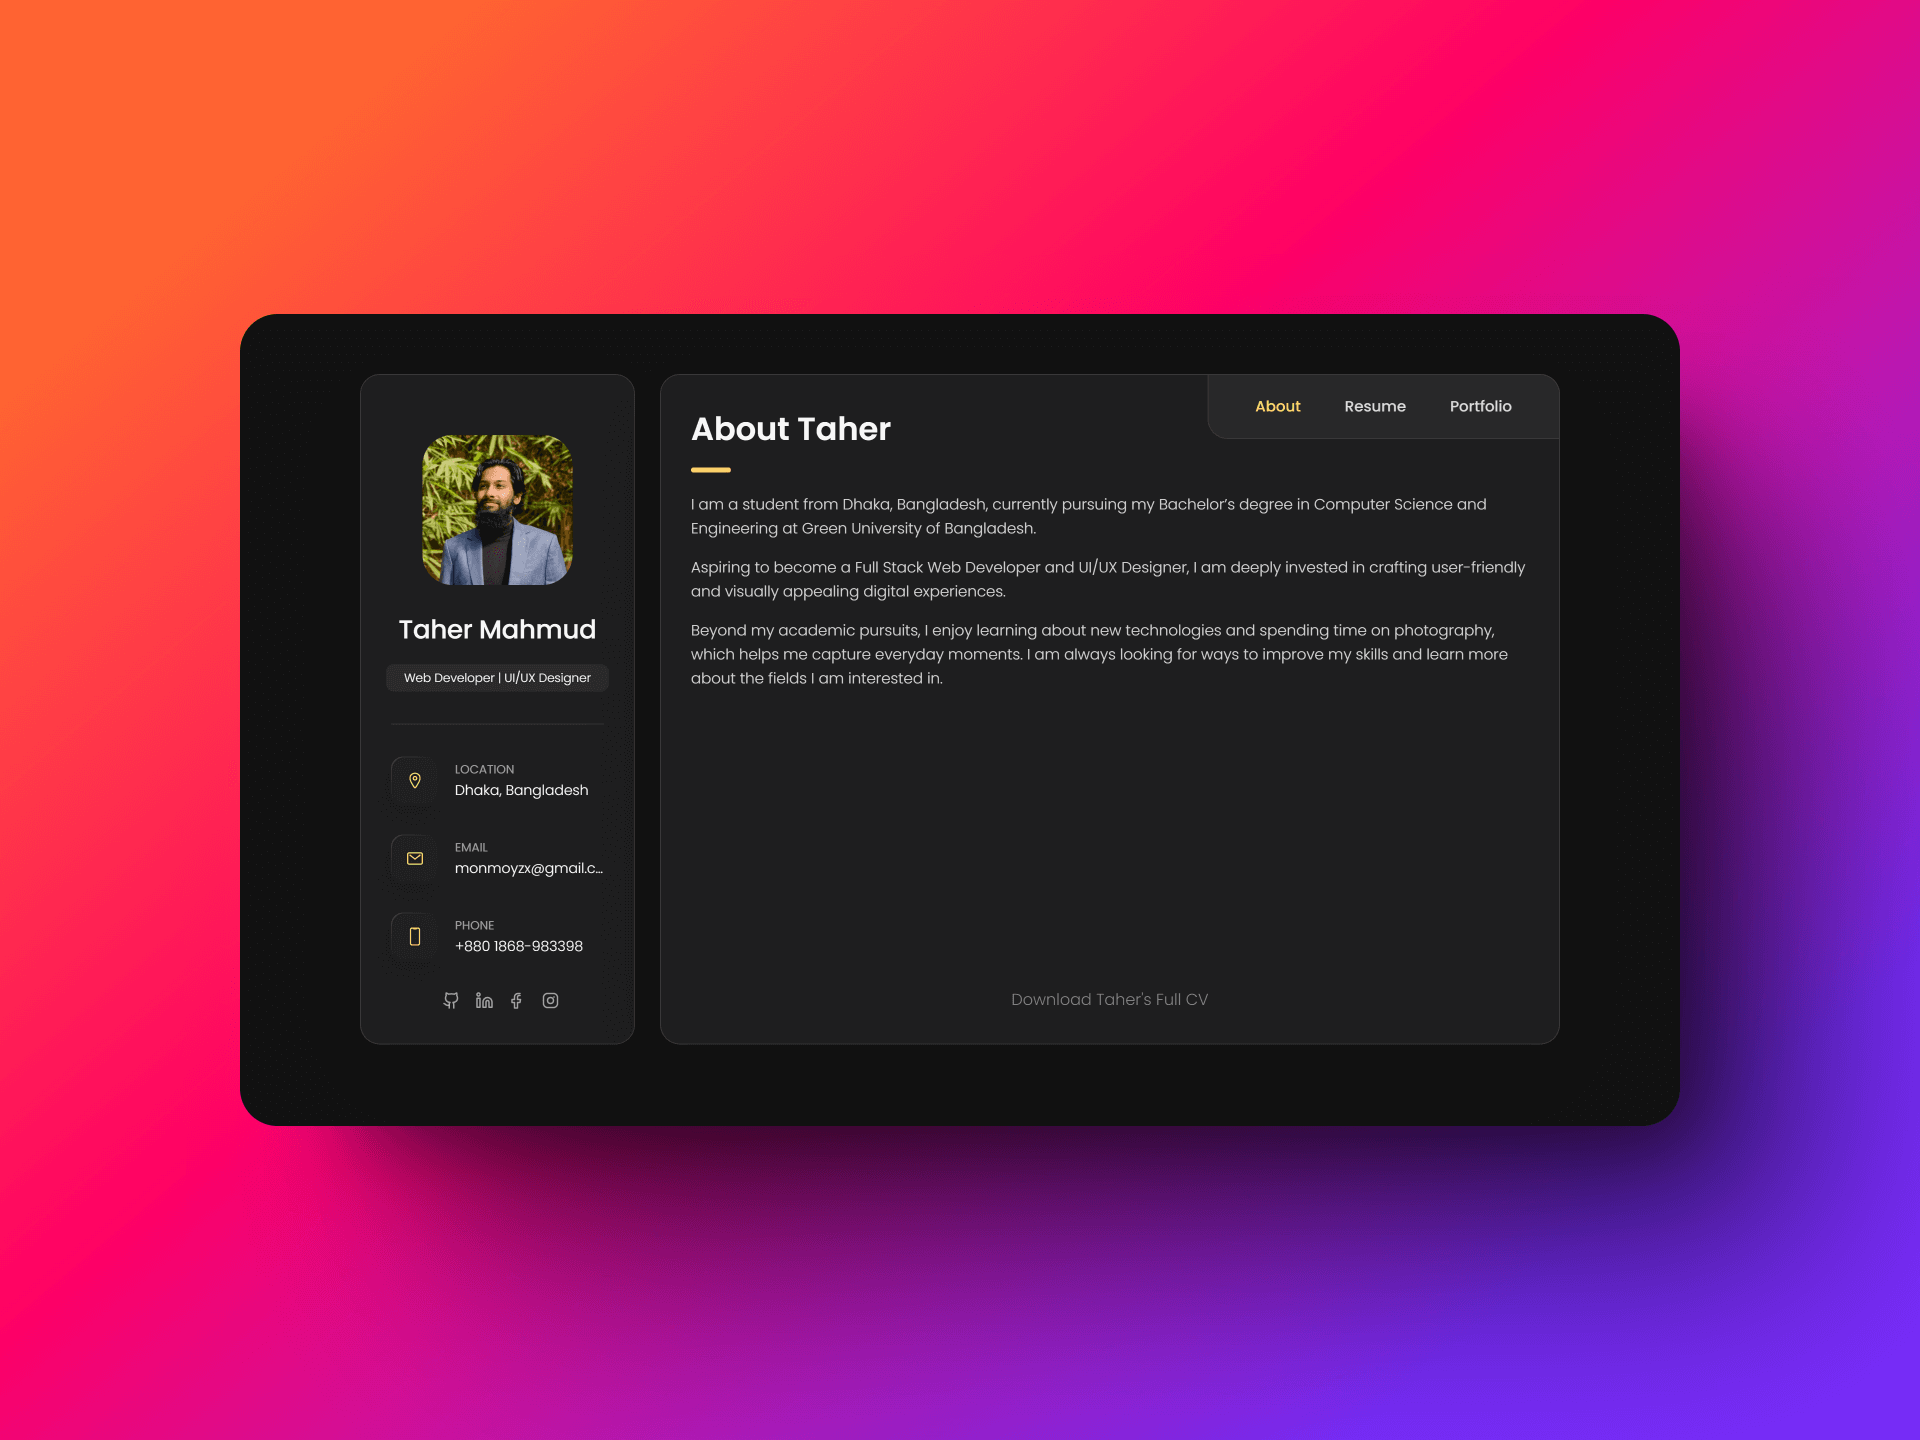 Taher Mahmud
Web Developer | UI/UX Designer
LOCATION
Dhaka, Bangladesh
EMAIL
monmoyzx@gmail.c...
PHONE
+880 1868-983398
About
Resume
Portfolio
About Taher
I am a student from Dhaka, Bangladesh, currently pursuing my Bachelor’s degree in Computer Science and
Engineering at Green University of Bangladesh.
Aspiring to become a Full Stack Web Developer and UI/UX Designer, I am deeply invested in crafting user-friendly
and visually appealing digital experiences.
Beyond my academic pursuits, I enjoy learning about new technologies and spending time on photography,
which helps me capture everyday moments. I am always looking for ways to improve my skills and learn more
about the fields I am interested in.
Download Taher's Full CV